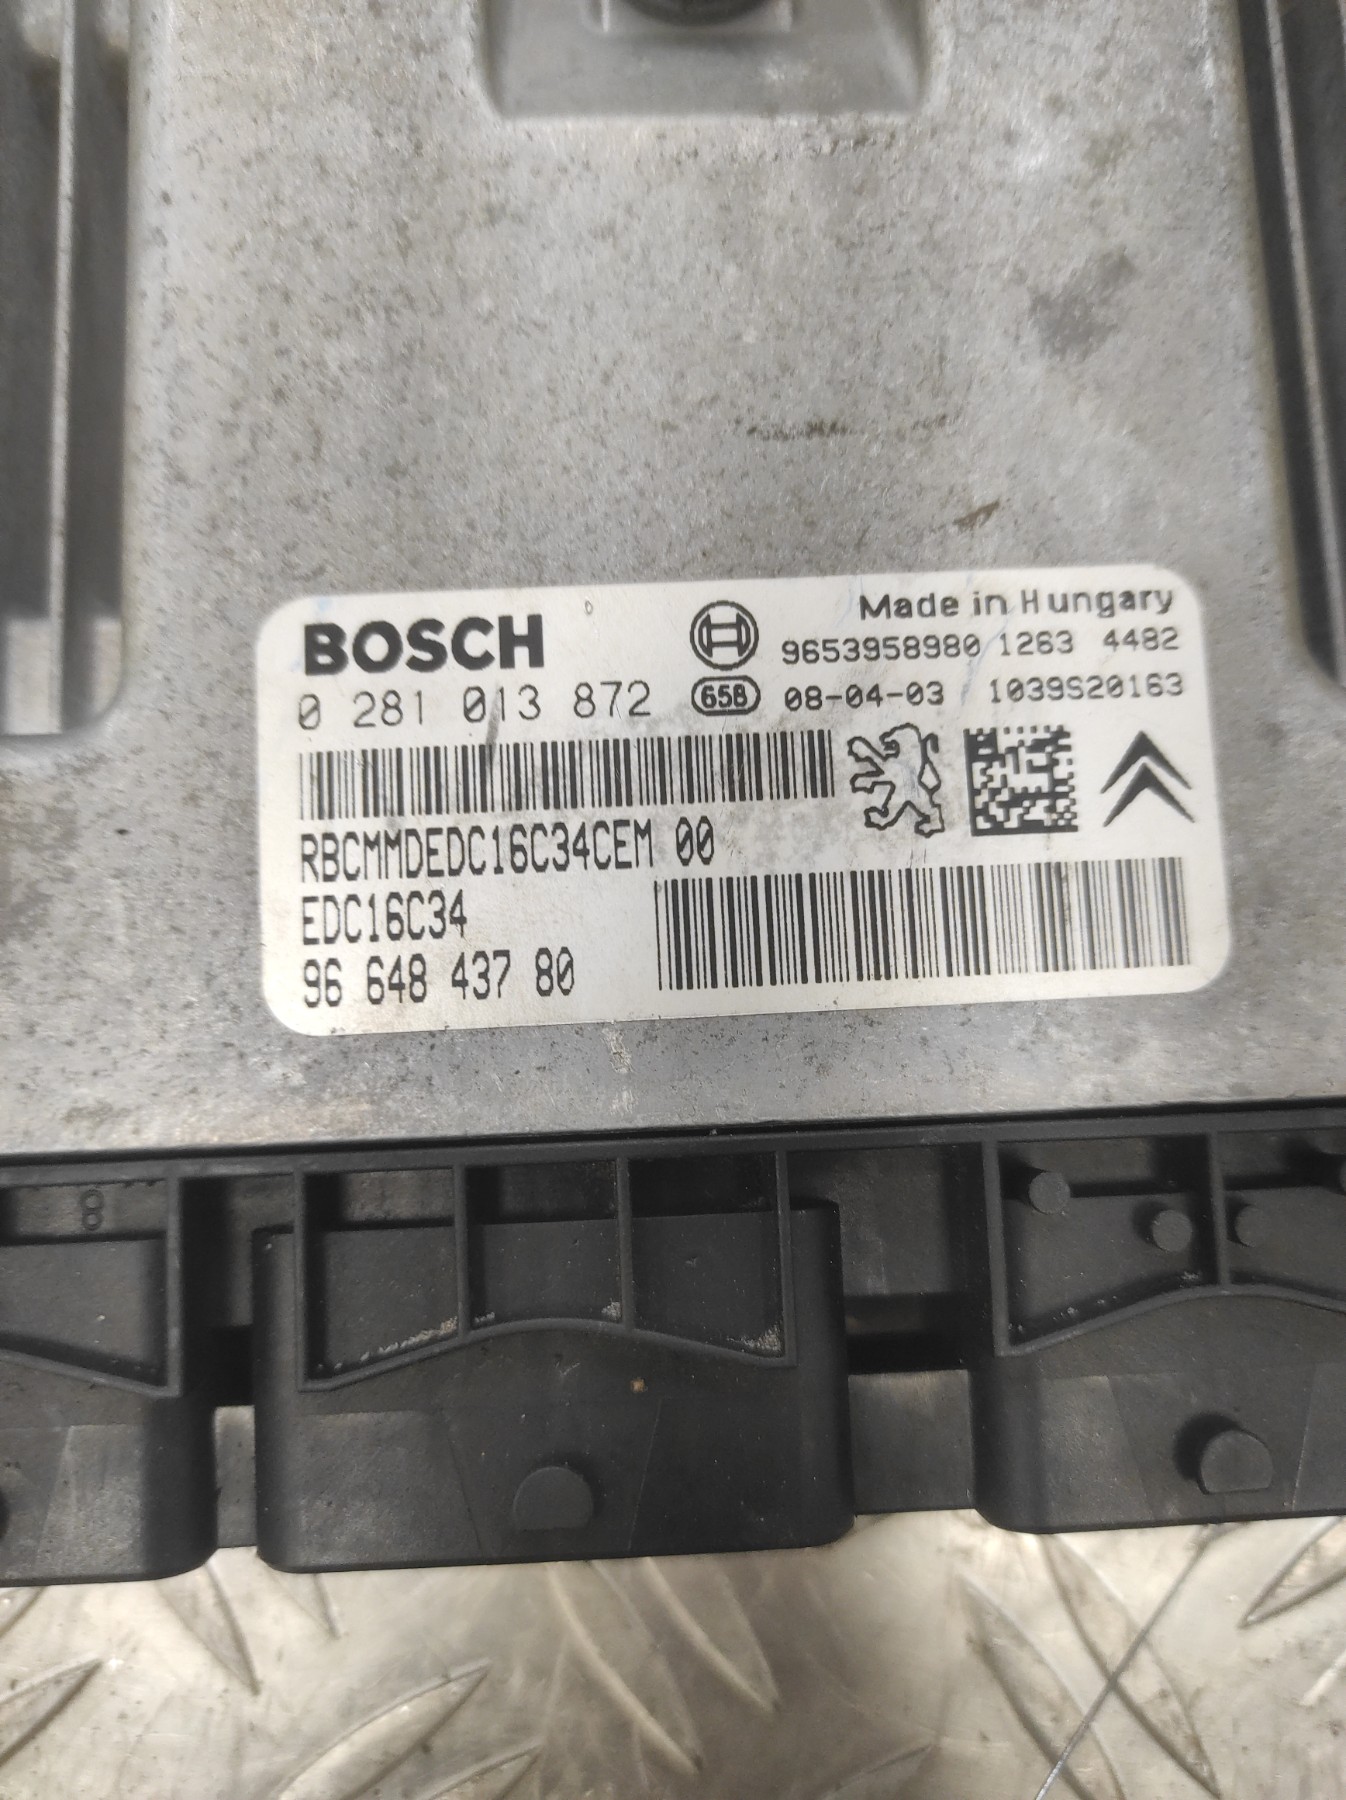 BOSCH
Made in Hungary
9653958980 1263 4482
0 281 013 872
658
08-04-03 1039S20163
RBCMMDEDC16C34CEM 00
EDC16C34
96 648 437 80
8